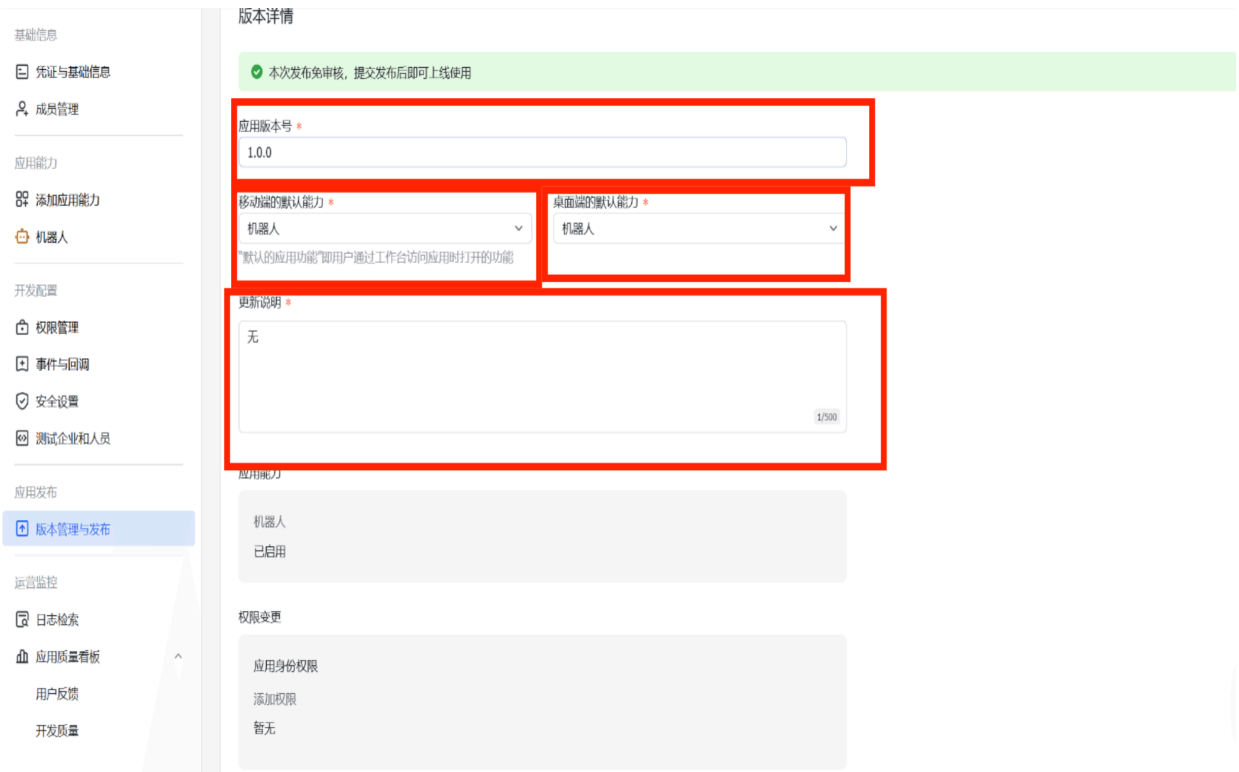 基础信息
凭证与基础信息
成员管理
应用能力
添加应用能力
机器人
开发配置
权限管理
事件与回调
安全设置
测试企业和人员
应用发布
版本管理与发布
运营监控
日志检索
应用质量看板
用户反馈
开发质量
版本详情
本次发布免审核，提交发布后即可上线使用
应用版本号 *
1.0.0
移动端的默认能力 *
桌面端的默认能力 *
机器人
机器人
"默认的应用功能"即用户通过工作台访问应用时打开的功能
更新说明 *
无
1/500
应用能力
机器人
已启用
权限变更
应用身份权限
添加权限
暂无